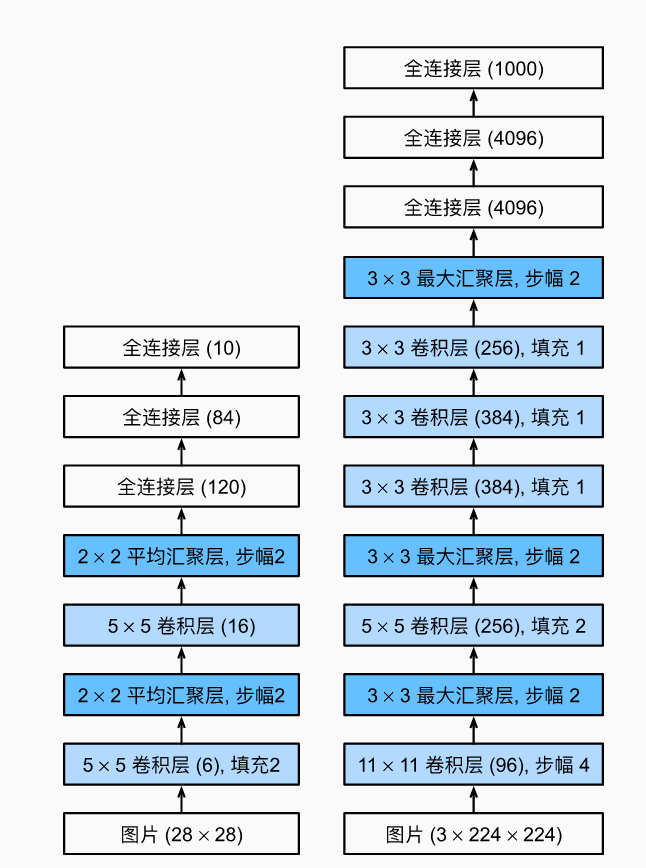 全连接层 (1000)
全连接层 (4096)
全连接层 (4096)
3 × 3 最大汇聚层, 步幅 2
3 × 3 卷积层 (256), 填充 1
3 × 3 卷积层 (384), 填充 1
3 × 3 卷积层 (384), 填充 1
3 × 3 最大汇聚层, 步幅 2
5 × 5 卷积层 (256), 填充 2
3 × 3 最大汇聚层, 步幅 2
11 × 11 卷积层 (96), 步幅 4
图片 (3 × 224 × 224)
全连接层 (10)
全连接层 (84)
全连接层 (120)
2 × 2 平均汇聚层, 步幅2
5 × 5 卷积层 (16)
2 × 2 平均汇聚层, 步幅2
5 × 5 卷积层 (6), 填充2
图片 (28 × 28)